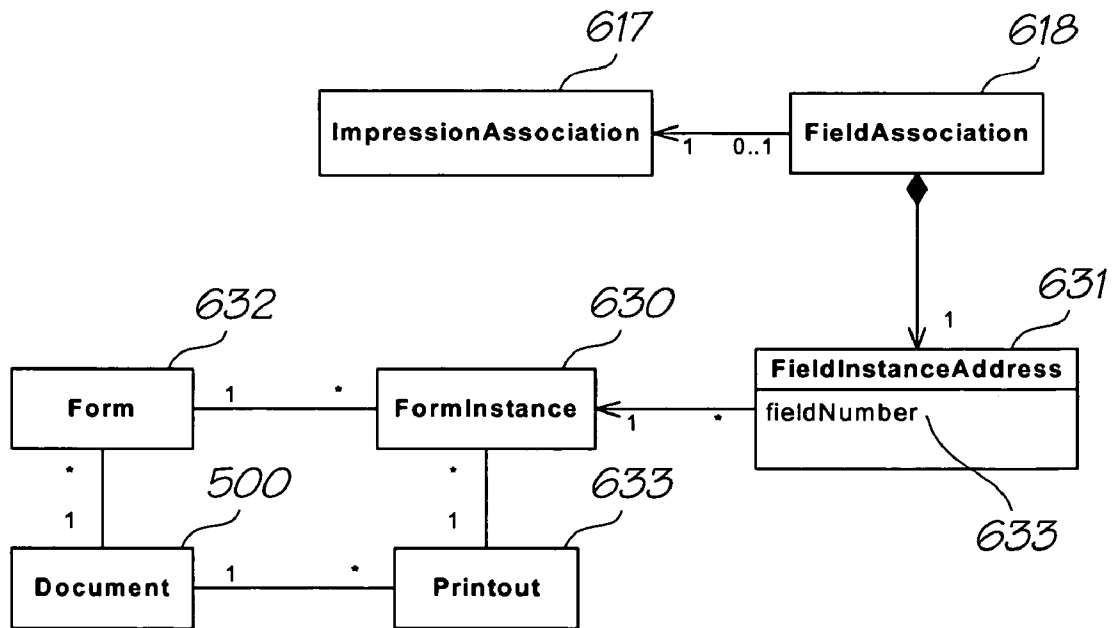 617
618
ImpressionAssociation
FieldAssociation
1
0..1
631
1
632
630
FieldInstanceAddress
Form
1
*
FormInstance
1
*
fieldNumber
*
1
500
*
1
633
633
Document
1
*
Printout